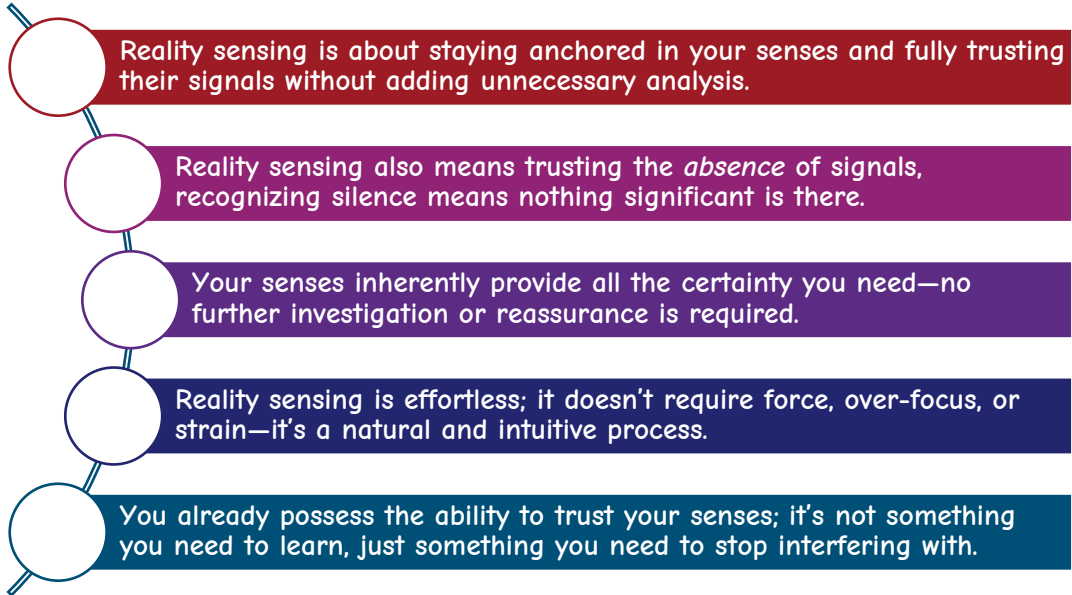 Reality sensing is about staying anchored in your senses and fully trusting
their signals without adding unnecessary analysis.
Reality sensing also means trusting the absence of signals,
recognizing silence means nothing significant is there.
Your senses inherently provide all the certainty you need—no
further investigation or reassurance is required.
Reality sensing is effortless; it doesn't require force, over-focus, or
strain—it's a natural and intuitive process.
You already possess the ability to trust your senses; it's not something
you need to learn, just something you need to stop interfering with.